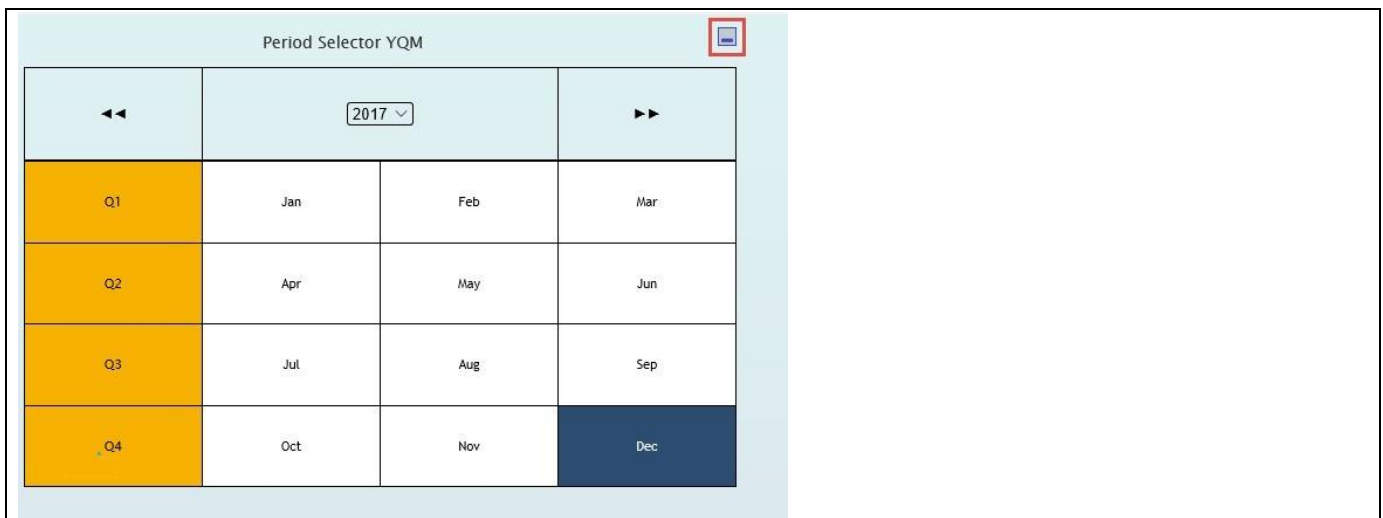 Period Selector YQM
◄◄ 2017 ►►
Q1 Jan Feb Mar
Q2 Apr May Jun
Q3 Jul Aug Sep
Q4 Oct Nov Dec